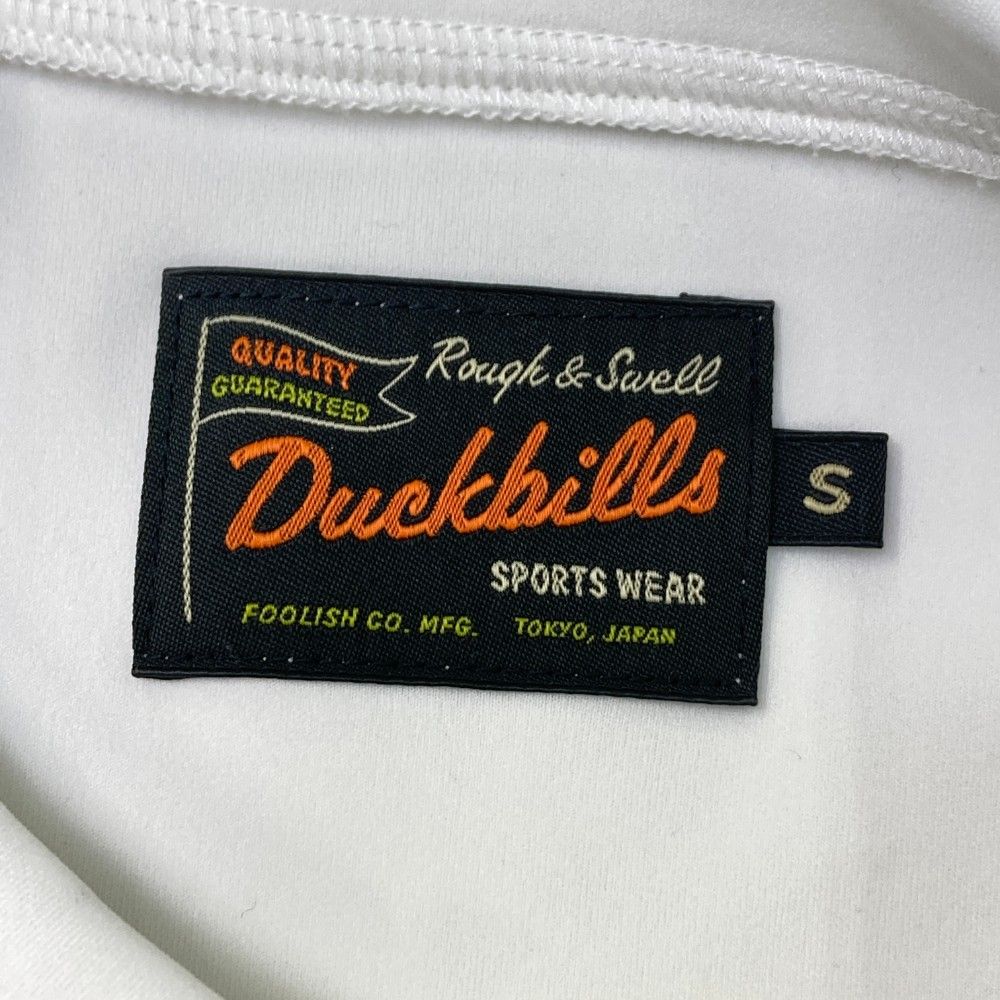 QUALITY
GUARANTEED
Rough & Swell
Duckbills
S
SPORTS WEAR
FOOLISH CO. MFG. TOKYO, JAPAN